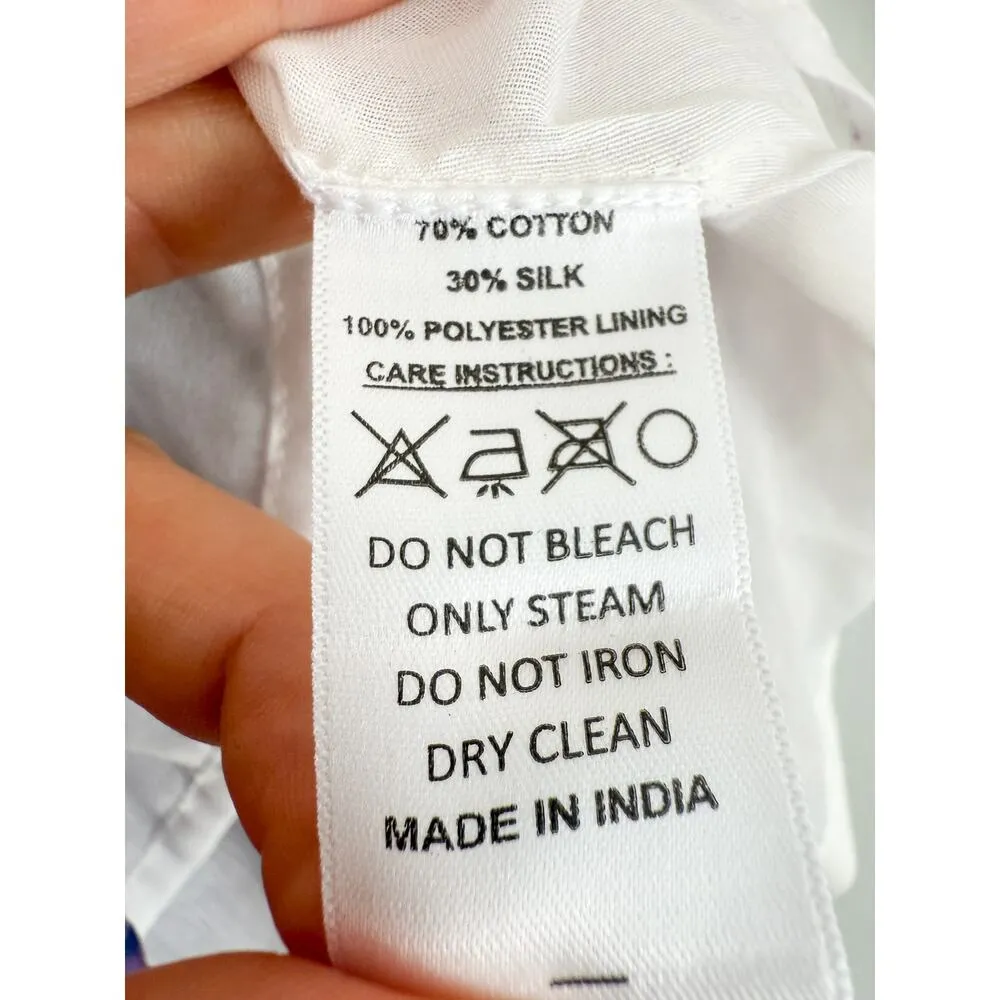 70% COTTON
30% SILK
100% POLYESTER LINING
CARE INSTRUCTIONS :
DO NOT BLEACH
ONLY STEAM
DO NOT IRON
DRY CLEAN
MADE IN INDIA